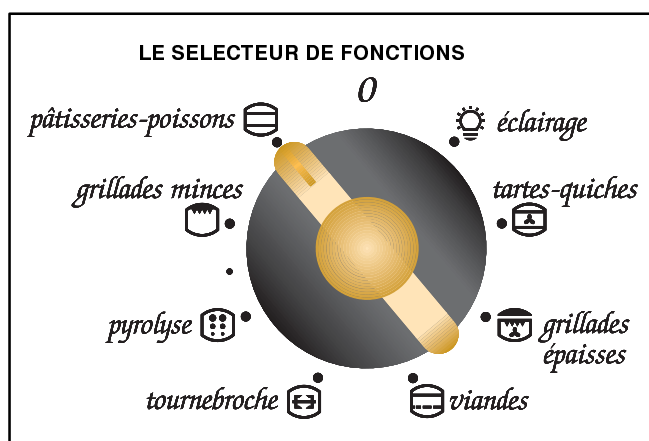 LE SELECTEUR DE FONCTIONS
0
pâtisseries-poissons
éclairage
grillades minces
tartes-quiches
pyrolyse
grillades
épaisses
tournebroche
viandes